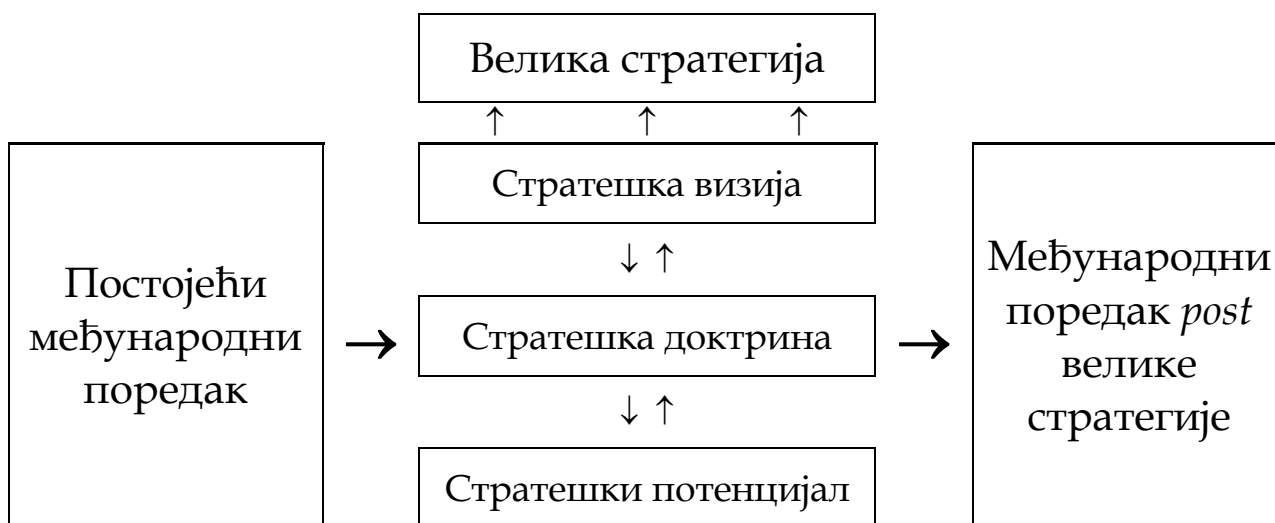 Велика стратегија
↑ ↑ ↑
Стратешка визија
↓ ↑
Постојећи
међународни
поредак
→
Стратешка доктрина
→
↓ ↑
Стратешки потенцијал
Међународни
поредак post
велике
стратегије